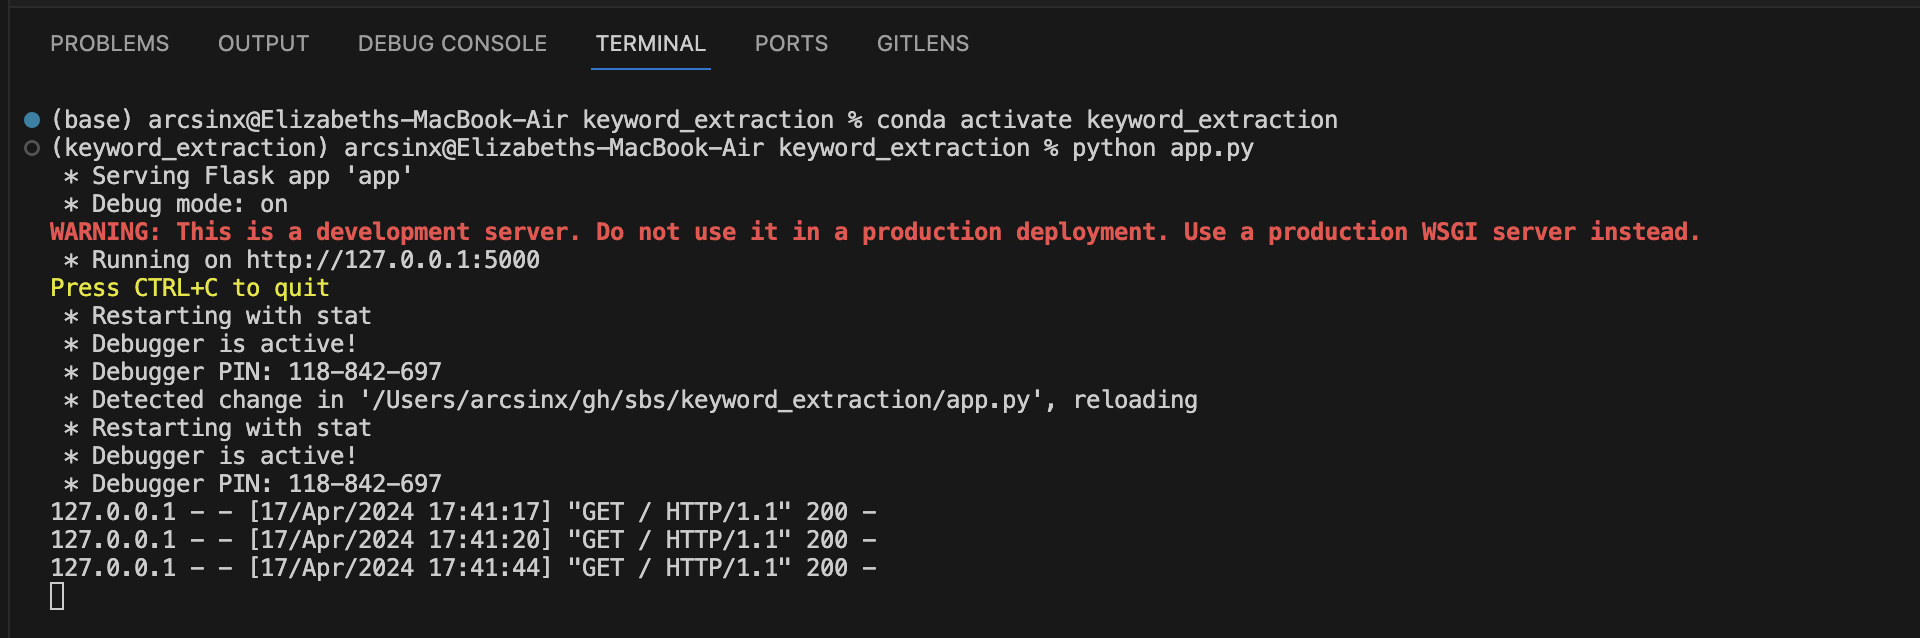 PROBLEMS OUTPUT DEBUG CONSOLE TERMINAL PORTS GITLENS
(base) arcsinx@Elizabeths-MacBook-Air keyword_extraction % conda activate keyword_extraction
(keyword_extraction) arcsinx@Elizabeths-MacBook-Air keyword_extraction % python app.py
 * Serving Flask app 'app'
 * Debug mode: on
WARNING: This is a development server. Do not use it in a production deployment. Use a production WSGI server instead.
 * Running on http://127.0.0.1:5000
Press CTRL+C to quit
 * Restarting with stat
 * Debugger is active!
 * Debugger PIN: 118-842-697
 * Detected change in '/Users/arcsinx/gh/sbs/keyword_extraction/app.py', reloading
 * Restarting with stat
 * Debugger is active!
 * Debugger PIN: 118-842-697
127.0.0.1 - - [17/Apr/2024 17:41:17] "GET / HTTP/1.1" 200 -
127.0.0.1 - - [17/Apr/2024 17:41:20] "GET / HTTP/1.1" 200 -
127.0.0.1 - - [17/Apr/2024 17:41:44] "GET / HTTP/1.1" 200 -